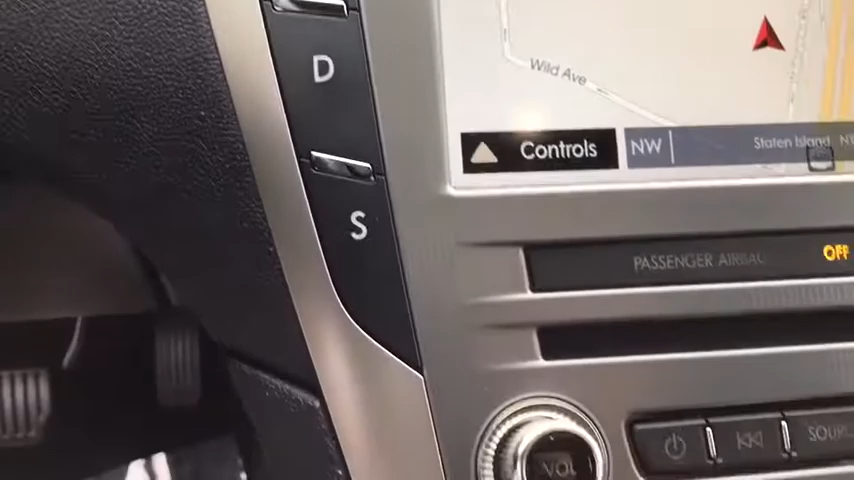 D
S
Wild Ave
Controls
NW
Staten Island
PASSENGER AIRBAG
OFF
VOL